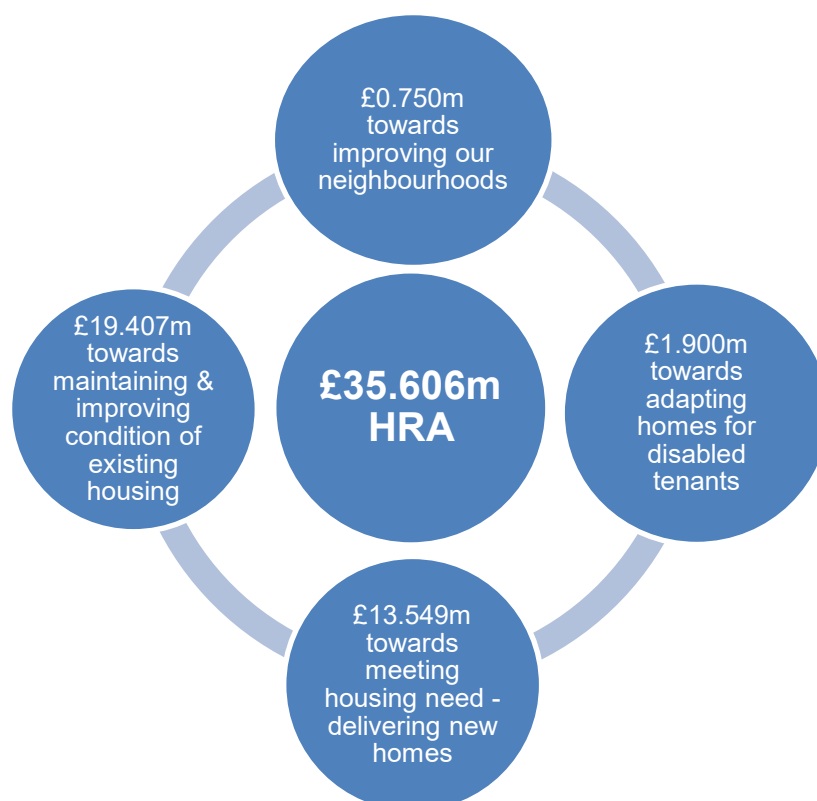 £0.750m
towards
improving our
neighbourhoods
£19.407m
towards
maintaining &
improving
condition of
existing
housing
£35.606m
HRA
£1.900m
towards
adapting
homes for
disabled
tenants
£13.549m
towards
meeting
housing need -
delivering new
homes